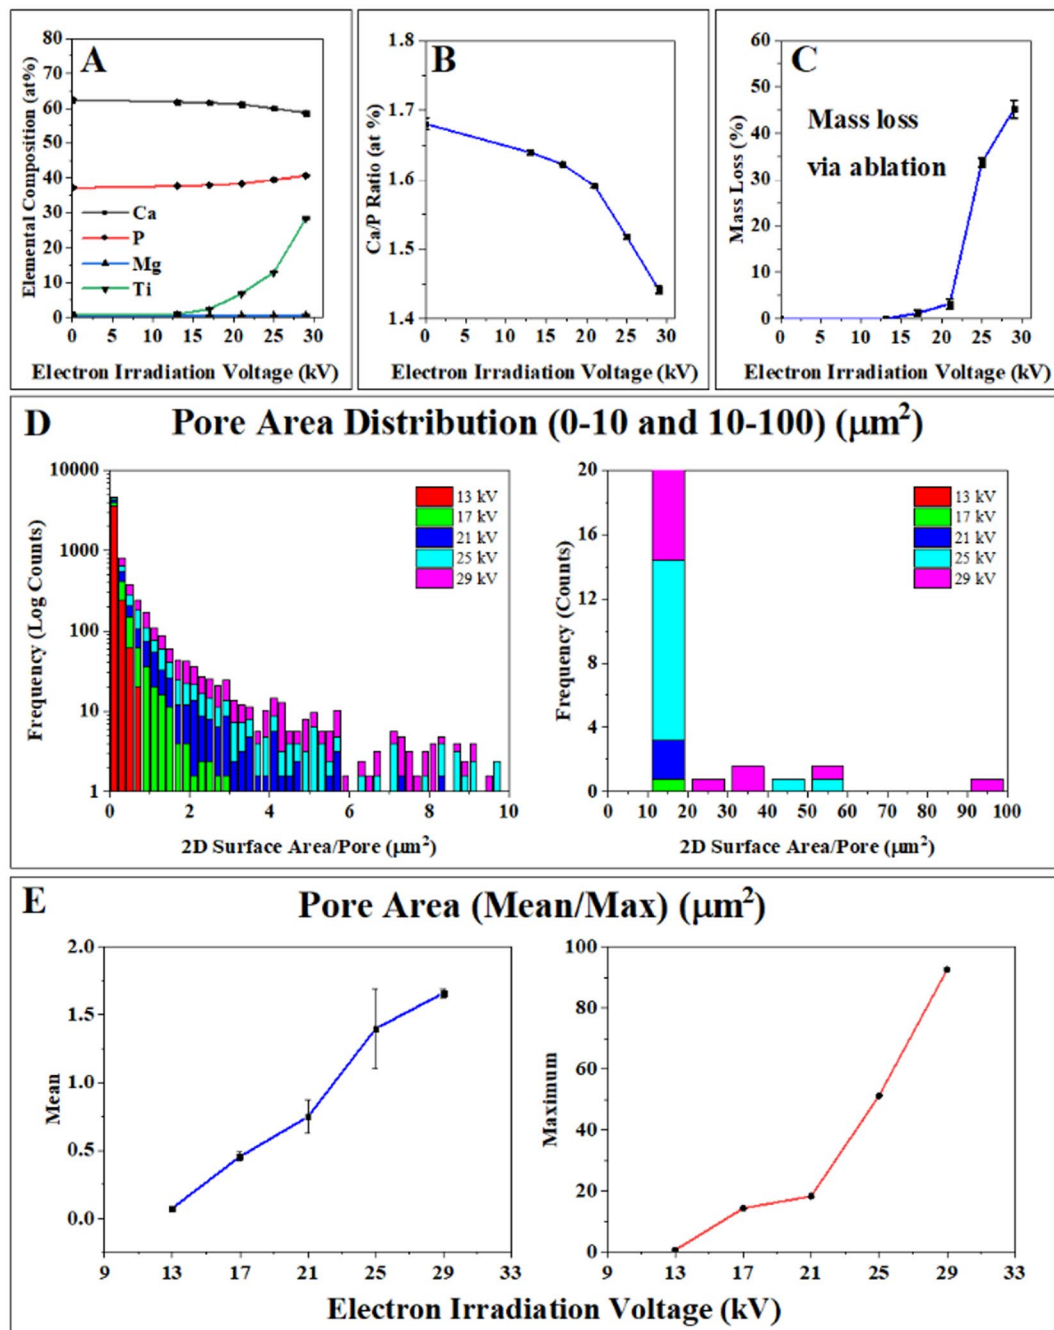 A
Elemental Composition (at%)
80
70
60
50
40
30
20
10
0
Ca
P
Mg
Ti
0 5 10 15 20 25 30
Electron Irradiation Voltage (kV)
B
Ca/P Ratio (at %)
1.8
1.7
1.6
1.5
1.4
0 5 10 15 20 25 30
Electron Irradiation Voltage (kV)
C
Mass Loss (%)
60
50
40
30
20
10
0
Mass loss
via ablation
0 5 10 15 20 25 30
Electron Irradiation Voltage (kV)
D
Pore Area Distribution (0-10 and 10-100) (μm²)
Frequency (Log Counts)
10000
1000
100
10
1
13 kV
17 kV
21 kV
25 kV
29 kV
0 2 4 6 8 10
2D Surface Area/Pore (μm²)
Frequency (Counts)
20
16
12
8
4
0
13 kV
17 kV
21 kV
25 kV
29 kV
0 10 20 30 40 50 60 70 80 90 100
2D Surface Area/Pore (μm²)
E
Pore Area (Mean/Max) (μm²)
Mean
2.0
1.5
1.0
0.5
0.0
9 13 17 21 25 29 33
Maximum
100
80
60
40
20
0
9 13 17 21 25 29 33
Electron Irradiation Voltage (kV)